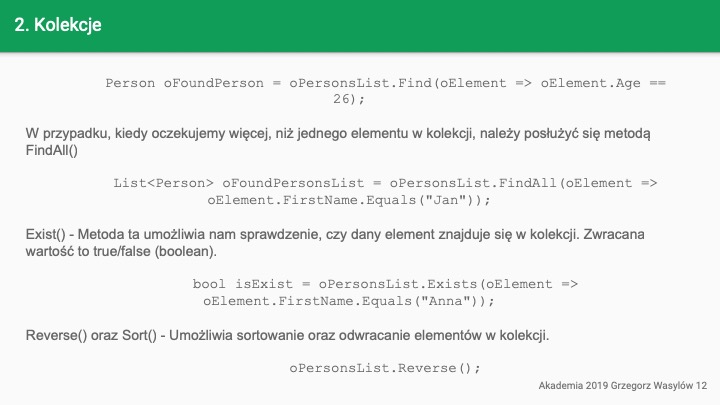 2. Kolekcje
Person oFoundPerson = oPersonsList.Find(oElement => oElement.Age ==
26);
W przypadku, kiedy oczekujemy więcej, niż jednego elementu w kolekcji, należy posłużyć się metodą
FindAll()
List<Person> oFoundPersonsList = oPersonsList.FindAll(oElement =>
oElement.FirstName.Equals("Jan"));
Exist() - Metoda ta umożliwia nam sprawdzenie, czy dany element znajduje się w kolekcji. Zwracana
wartość to true/false (boolean).
bool isExist = oPersonsList.Exists(oElement =>
oElement.FirstName.Equals("Anna"));
Reverse() oraz Sort() - Umożliwia sortowanie oraz odwracanie elementów w kolekcji.
oPersonsList.Reverse();
Akademia 2019 Grzegorz Wasylów 12